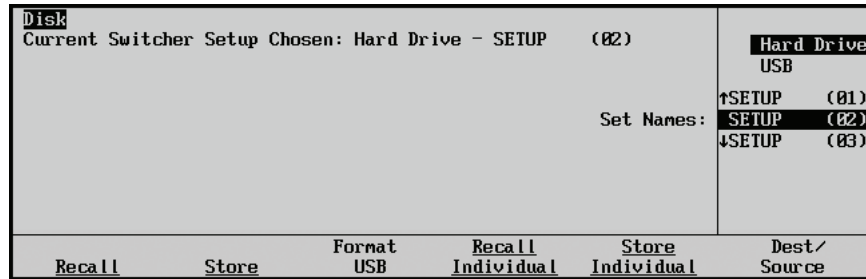 Disk
Current Switcher Setup Chosen: Hard Drive - SETUP (02)
Hard Drive
USB
↑SETUP (01)
Set Names: SETUP (02)
↓SETUP (03)
Recall Store Format USB Recall Individual Store Individual Dest/ Source